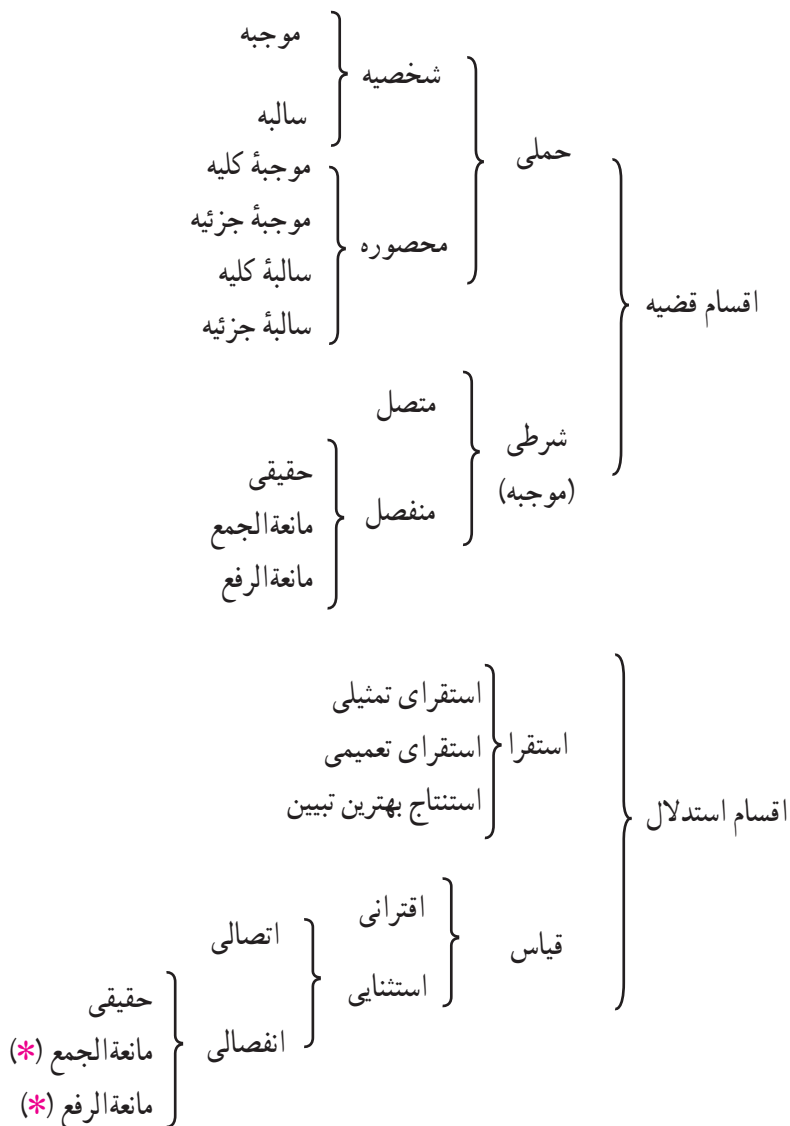 موجبه
شخصیه
سالبه
حملی
موجبهٔ کلیه
موجبهٔ جزئیه
محصوره
سالبهٔ کلیه
سالبهٔ جزئیه
اقسام قضیه
متصل
شرطی
(موجبه)
حقیقی
منفصل
مانعةالجمع
مانعةالرفع
استقرای تمثیلی
استقرا
استقرای تعمیمی
استنتاج بهترین تبیین
اقسام استدلال
اقترانی
قیاس
اتصالی
استثنایی
حقیقی
انفصالی
مانعةالجمع (*)
مانعةالرفع (*)